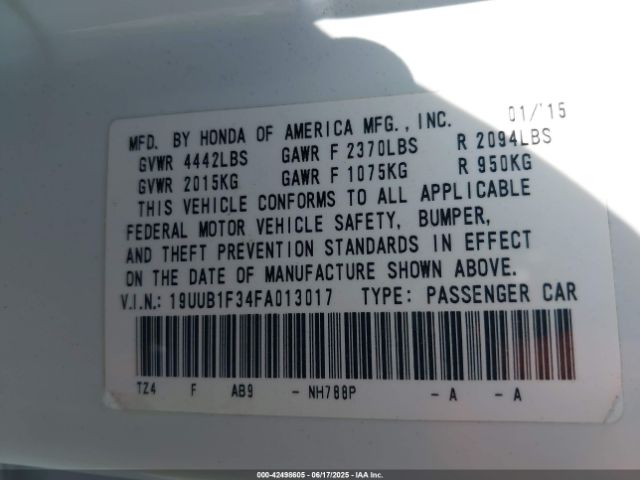 01/'15
MFD. BY HONDA OF AMERICA MFG., INC.
GVWR 4442LBS GAWR F 2370LBS R 2094LBS
GVWR 2015KG GAWR F 1075KG R 950KG
THIS VEHICLE CONFORMS TO ALL APPLICABLE
FEDERAL MOTOR VEHICLE SAFETY, BUMPER,
AND THEFT PREVENTION STANDARDS IN EFFECT
ON THE DATE OF MANUFACTURE SHOWN ABOVE.
V.I.N.: 19UUB1F34FA013017 TYPE: PASSENGER CAR
TZ4 F AB9 - NH788P - A - A
000-42498605 - 06/17/2025 - IAA Inc.